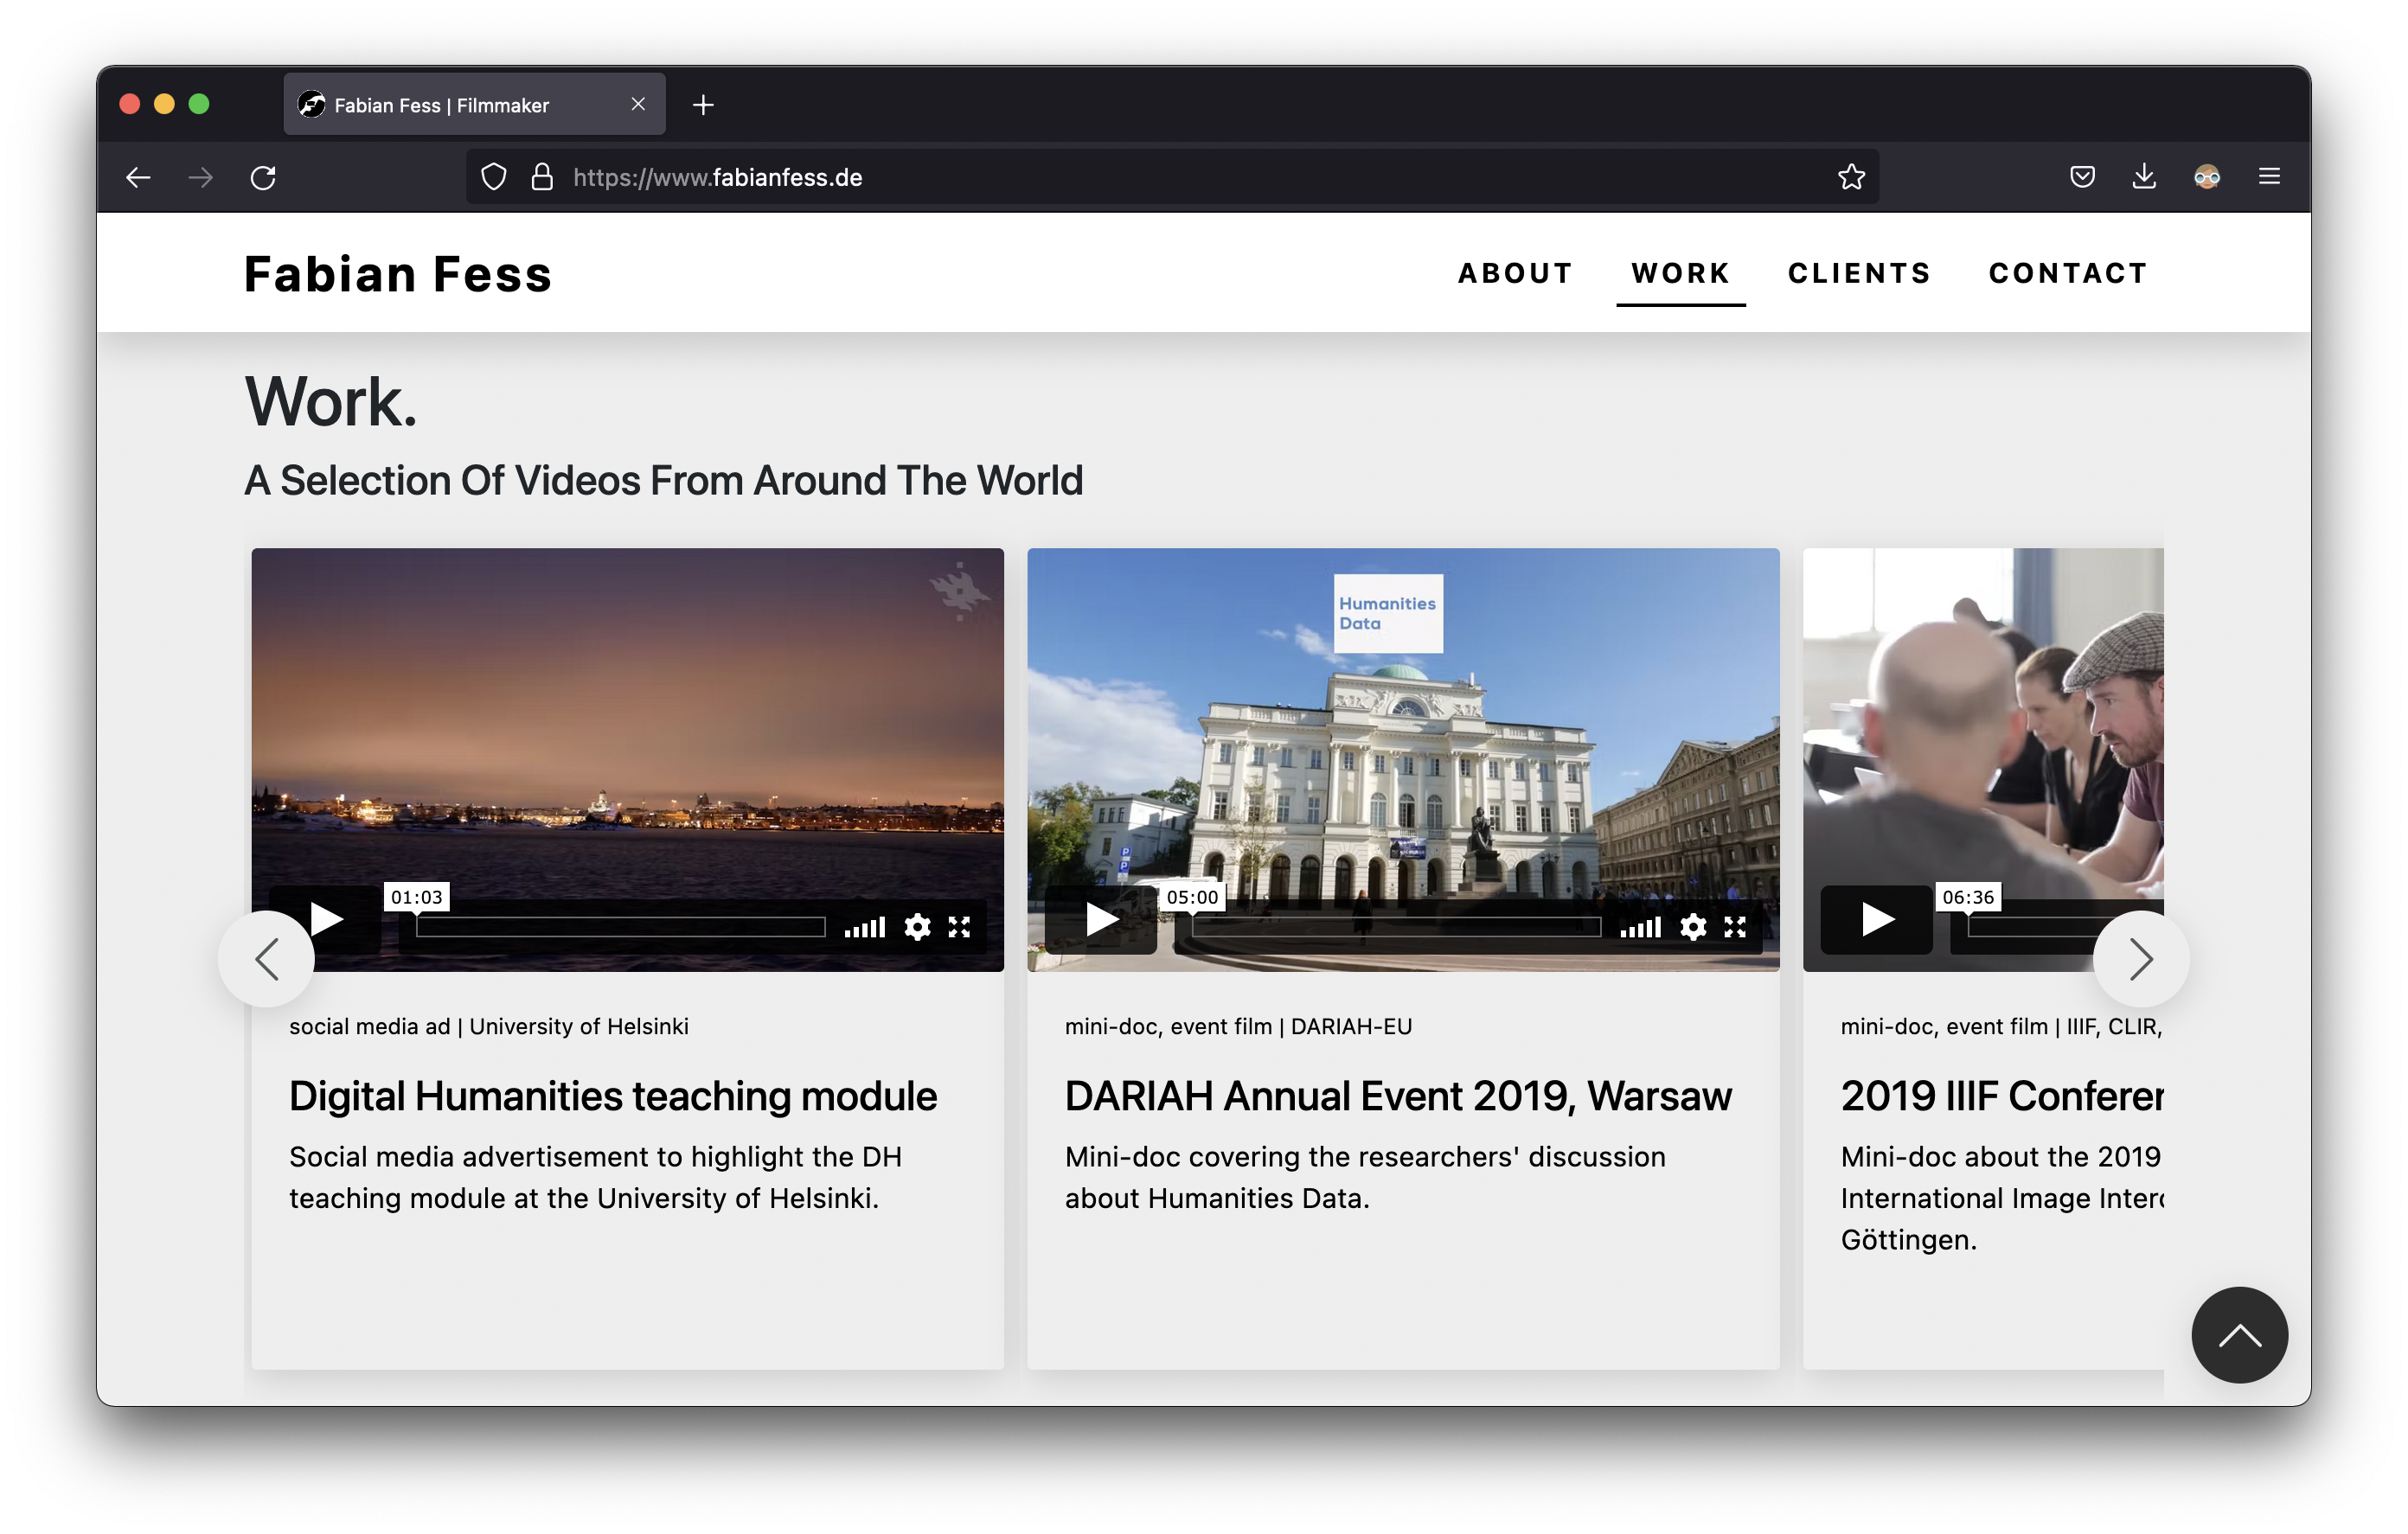 Fabian Fess | Filmmaker
https://www.fabianfess.de
Fabian Fess
ABOUT WORK CLIENTS CONTACT
Work.
A Selection Of Videos From Around The World
Humanities
Data
P
P
01:03
05:00
06:36
social media ad | University of Helsinki
Digital Humanities teaching module
Social media advertisement to highlight the DH
teaching module at the University of Helsinki.
mini-doc, event film | DARIAH-EU
DARIAH Annual Event 2019, Warsaw
Mini-doc covering the researchers' discussion
about Humanities Data.
mini-doc, event film | IIIF, CLIR,
2019 IIIF Conferen
Mini-doc about the 2019
International Image Intero
Göttingen.